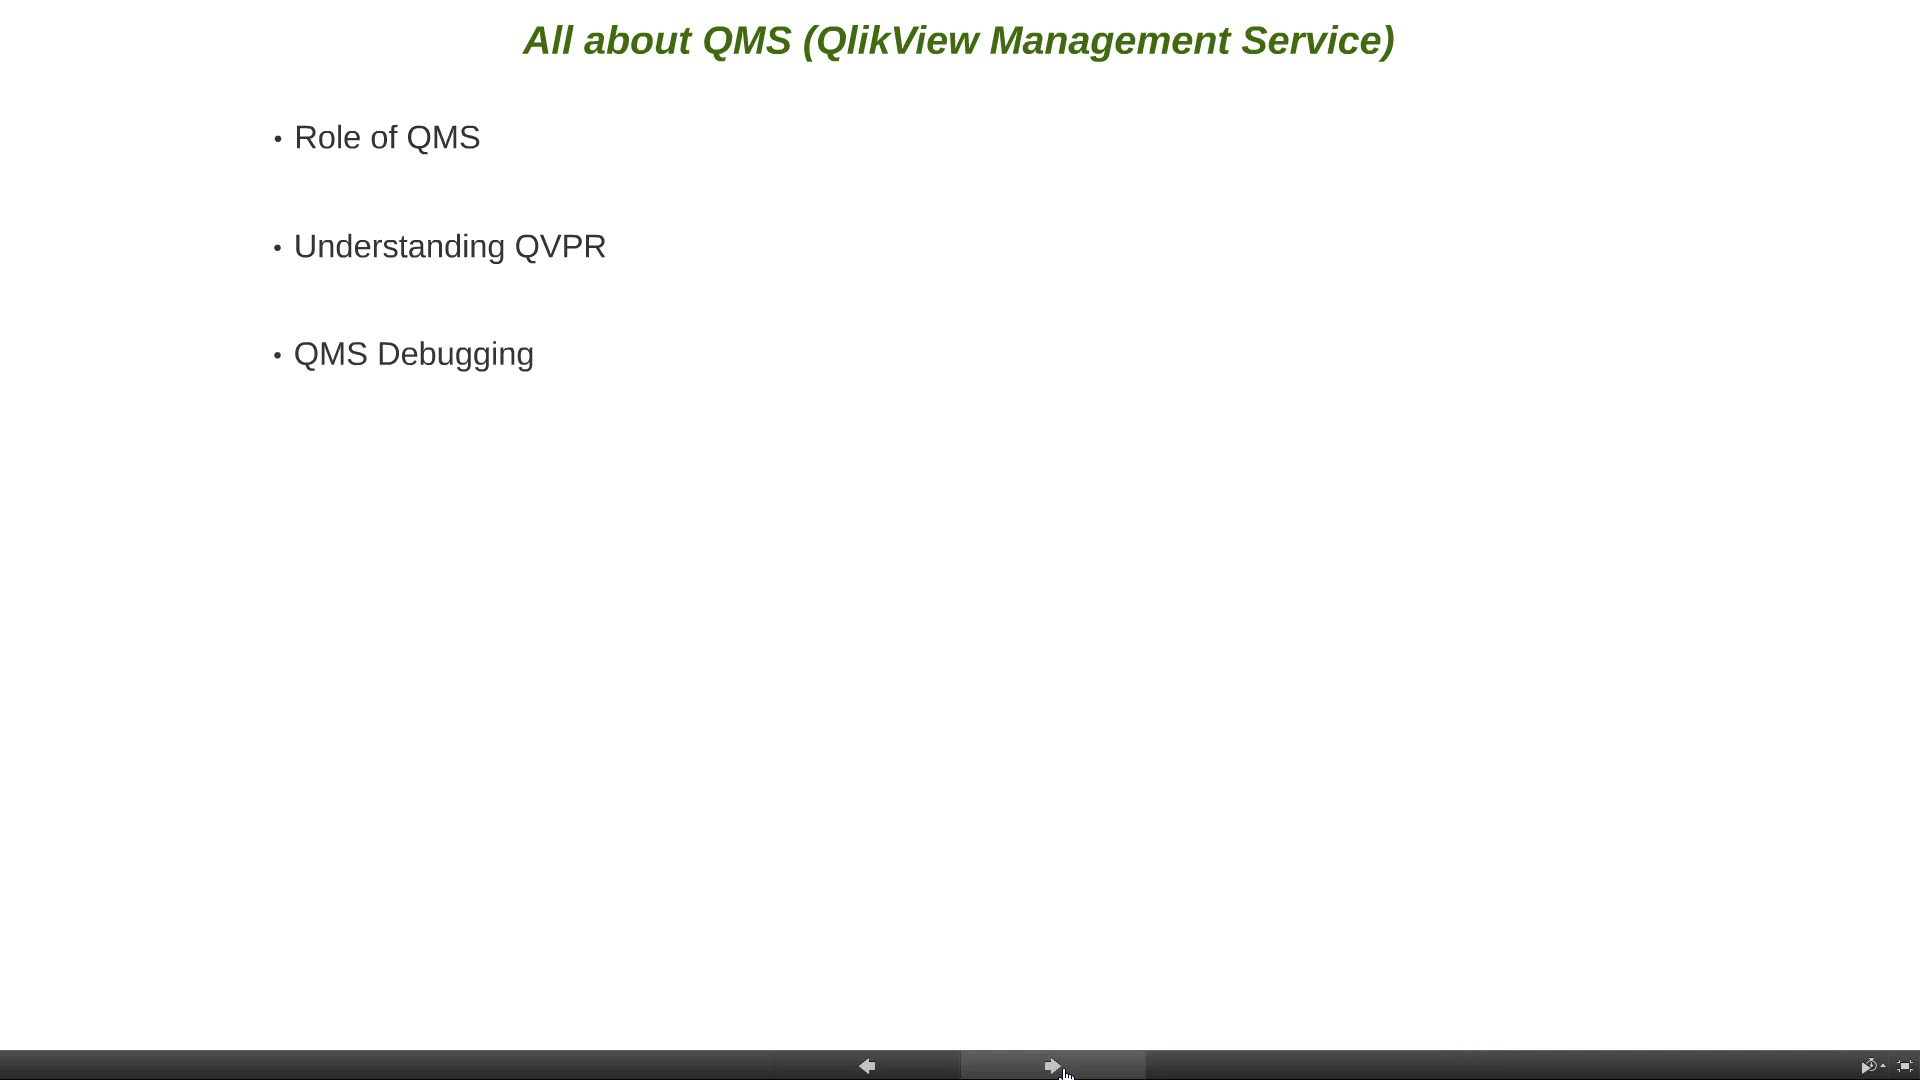 All about QMS (QlikView Management Service)
• Role of QMS
• Understanding QVPR
• QMS Debugging